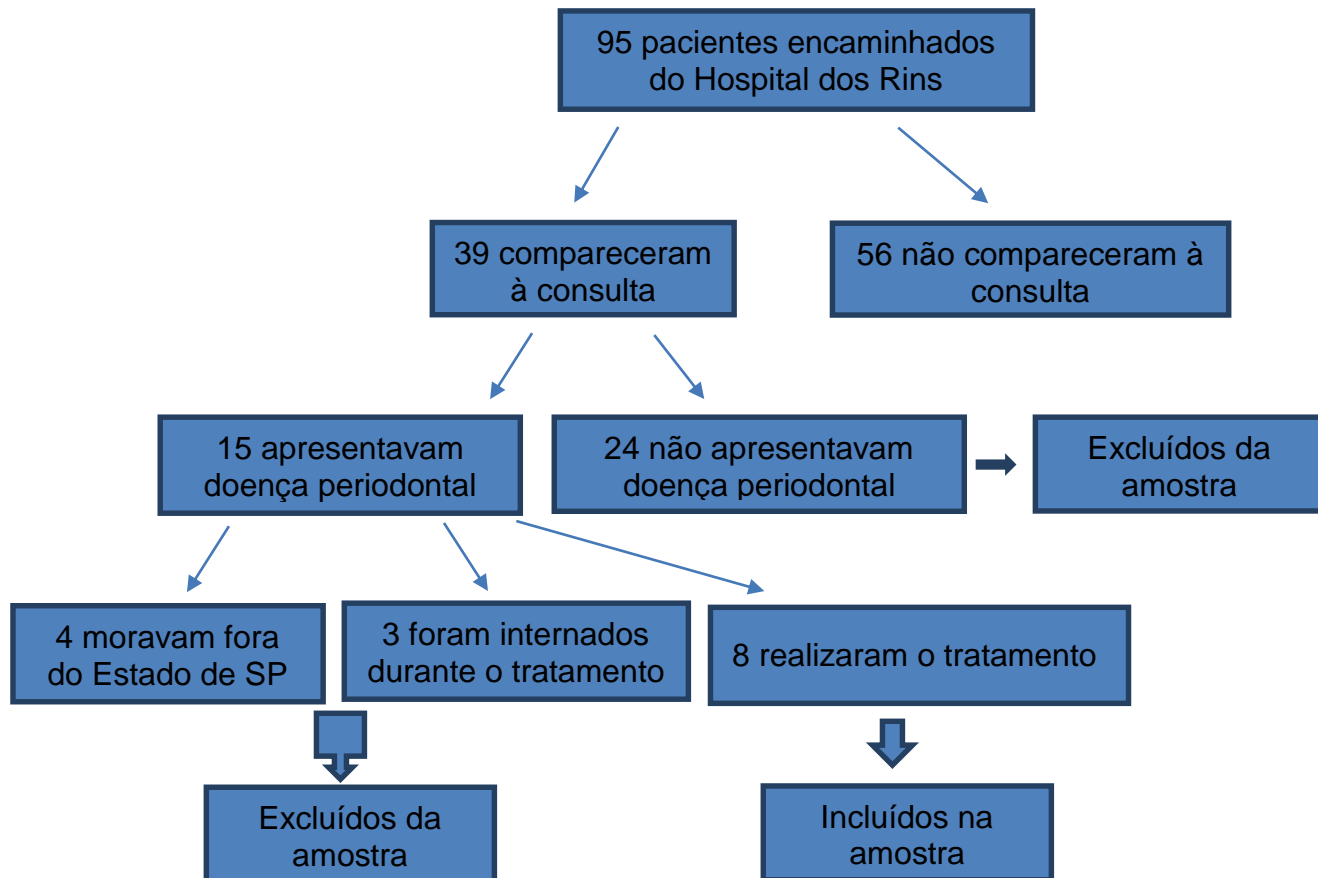 95 pacientes encaminhados
do Hospital dos Rins
39 compareceram
à consulta
56 não compareceram à
consulta
15 apresentavam
doença periodontal
24 não apresentavam
doença periodontal
Excluídos da
amostra
4 moravam fora
do Estado de SP
3 foram internados
durante o tratamento
8 realizaram o tratamento
Excluídos da
amostra
Incluídos na
amostra